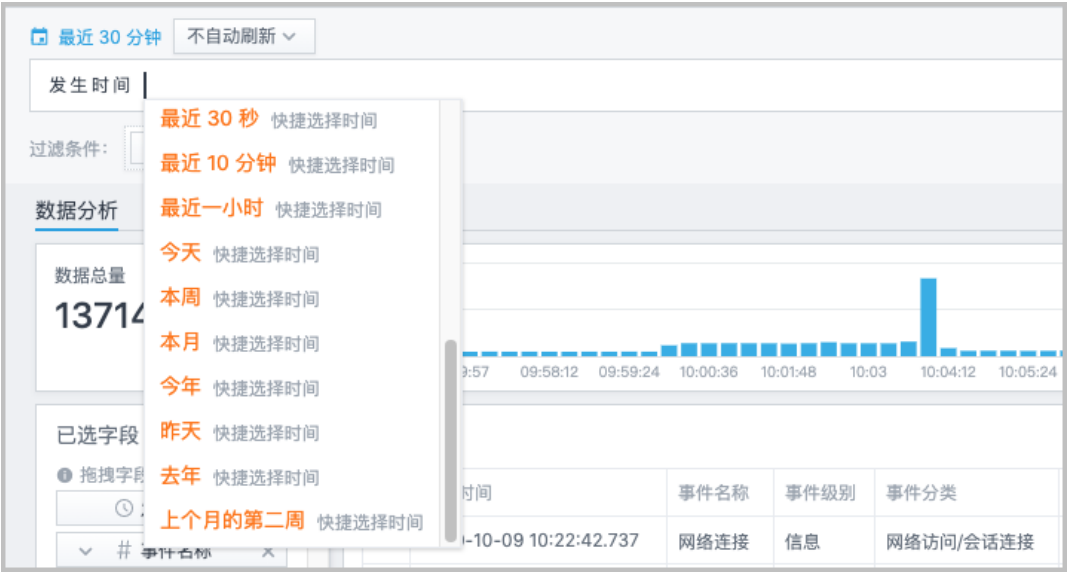 最近 30 分钟 不自动刷新
发生时间
最近 30 秒 快捷选择时间
过滤条件:
最近 10 分钟 快捷选择时间
最近一小时 快捷选择时间
数据分析
今天 快捷选择时间
数据总量
本周 快捷选择时间
13714
本月 快捷选择时间
9:57 09:58:12 09:59:24 10:00:36 10:01:48 10:03 10:04:12 10:05:24
今年 快捷选择时间
已选字段
昨天 快捷选择时间
拖拽字段
去年 快捷选择时间
时间 事件名称 事件级别 事件分类
上个月的第二周 快捷选择时间
-10-09 10:22:42.737 网络连接 信息 网络访问/会话连接
# 事件名称